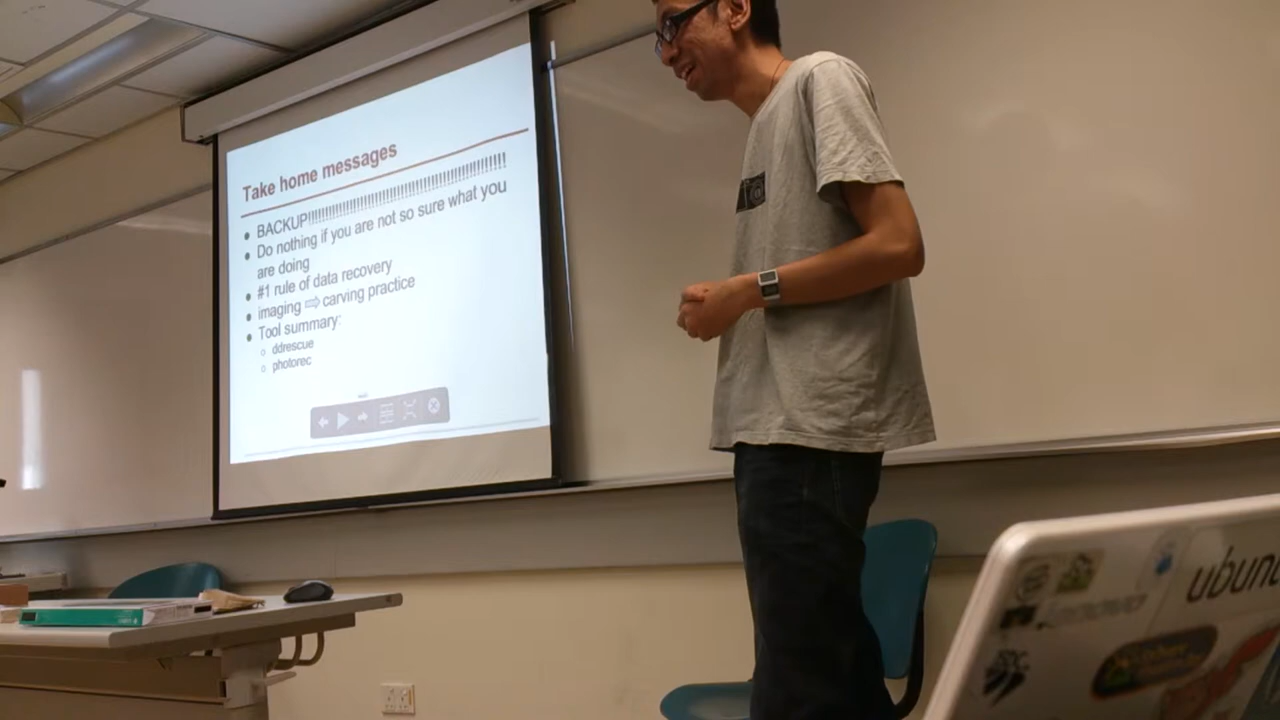 Take home messages
BACKUP!!!!!!!!!!!!!!!!!!!!!!!!!!!!!!!!!!!!!!!!!!!!!!!!
Do nothing if you are not so sure what you
are doing
#1 rule of data recovery
imaging ⇨ carving practice
Tool summary:
ddrescue
photorec
ubun